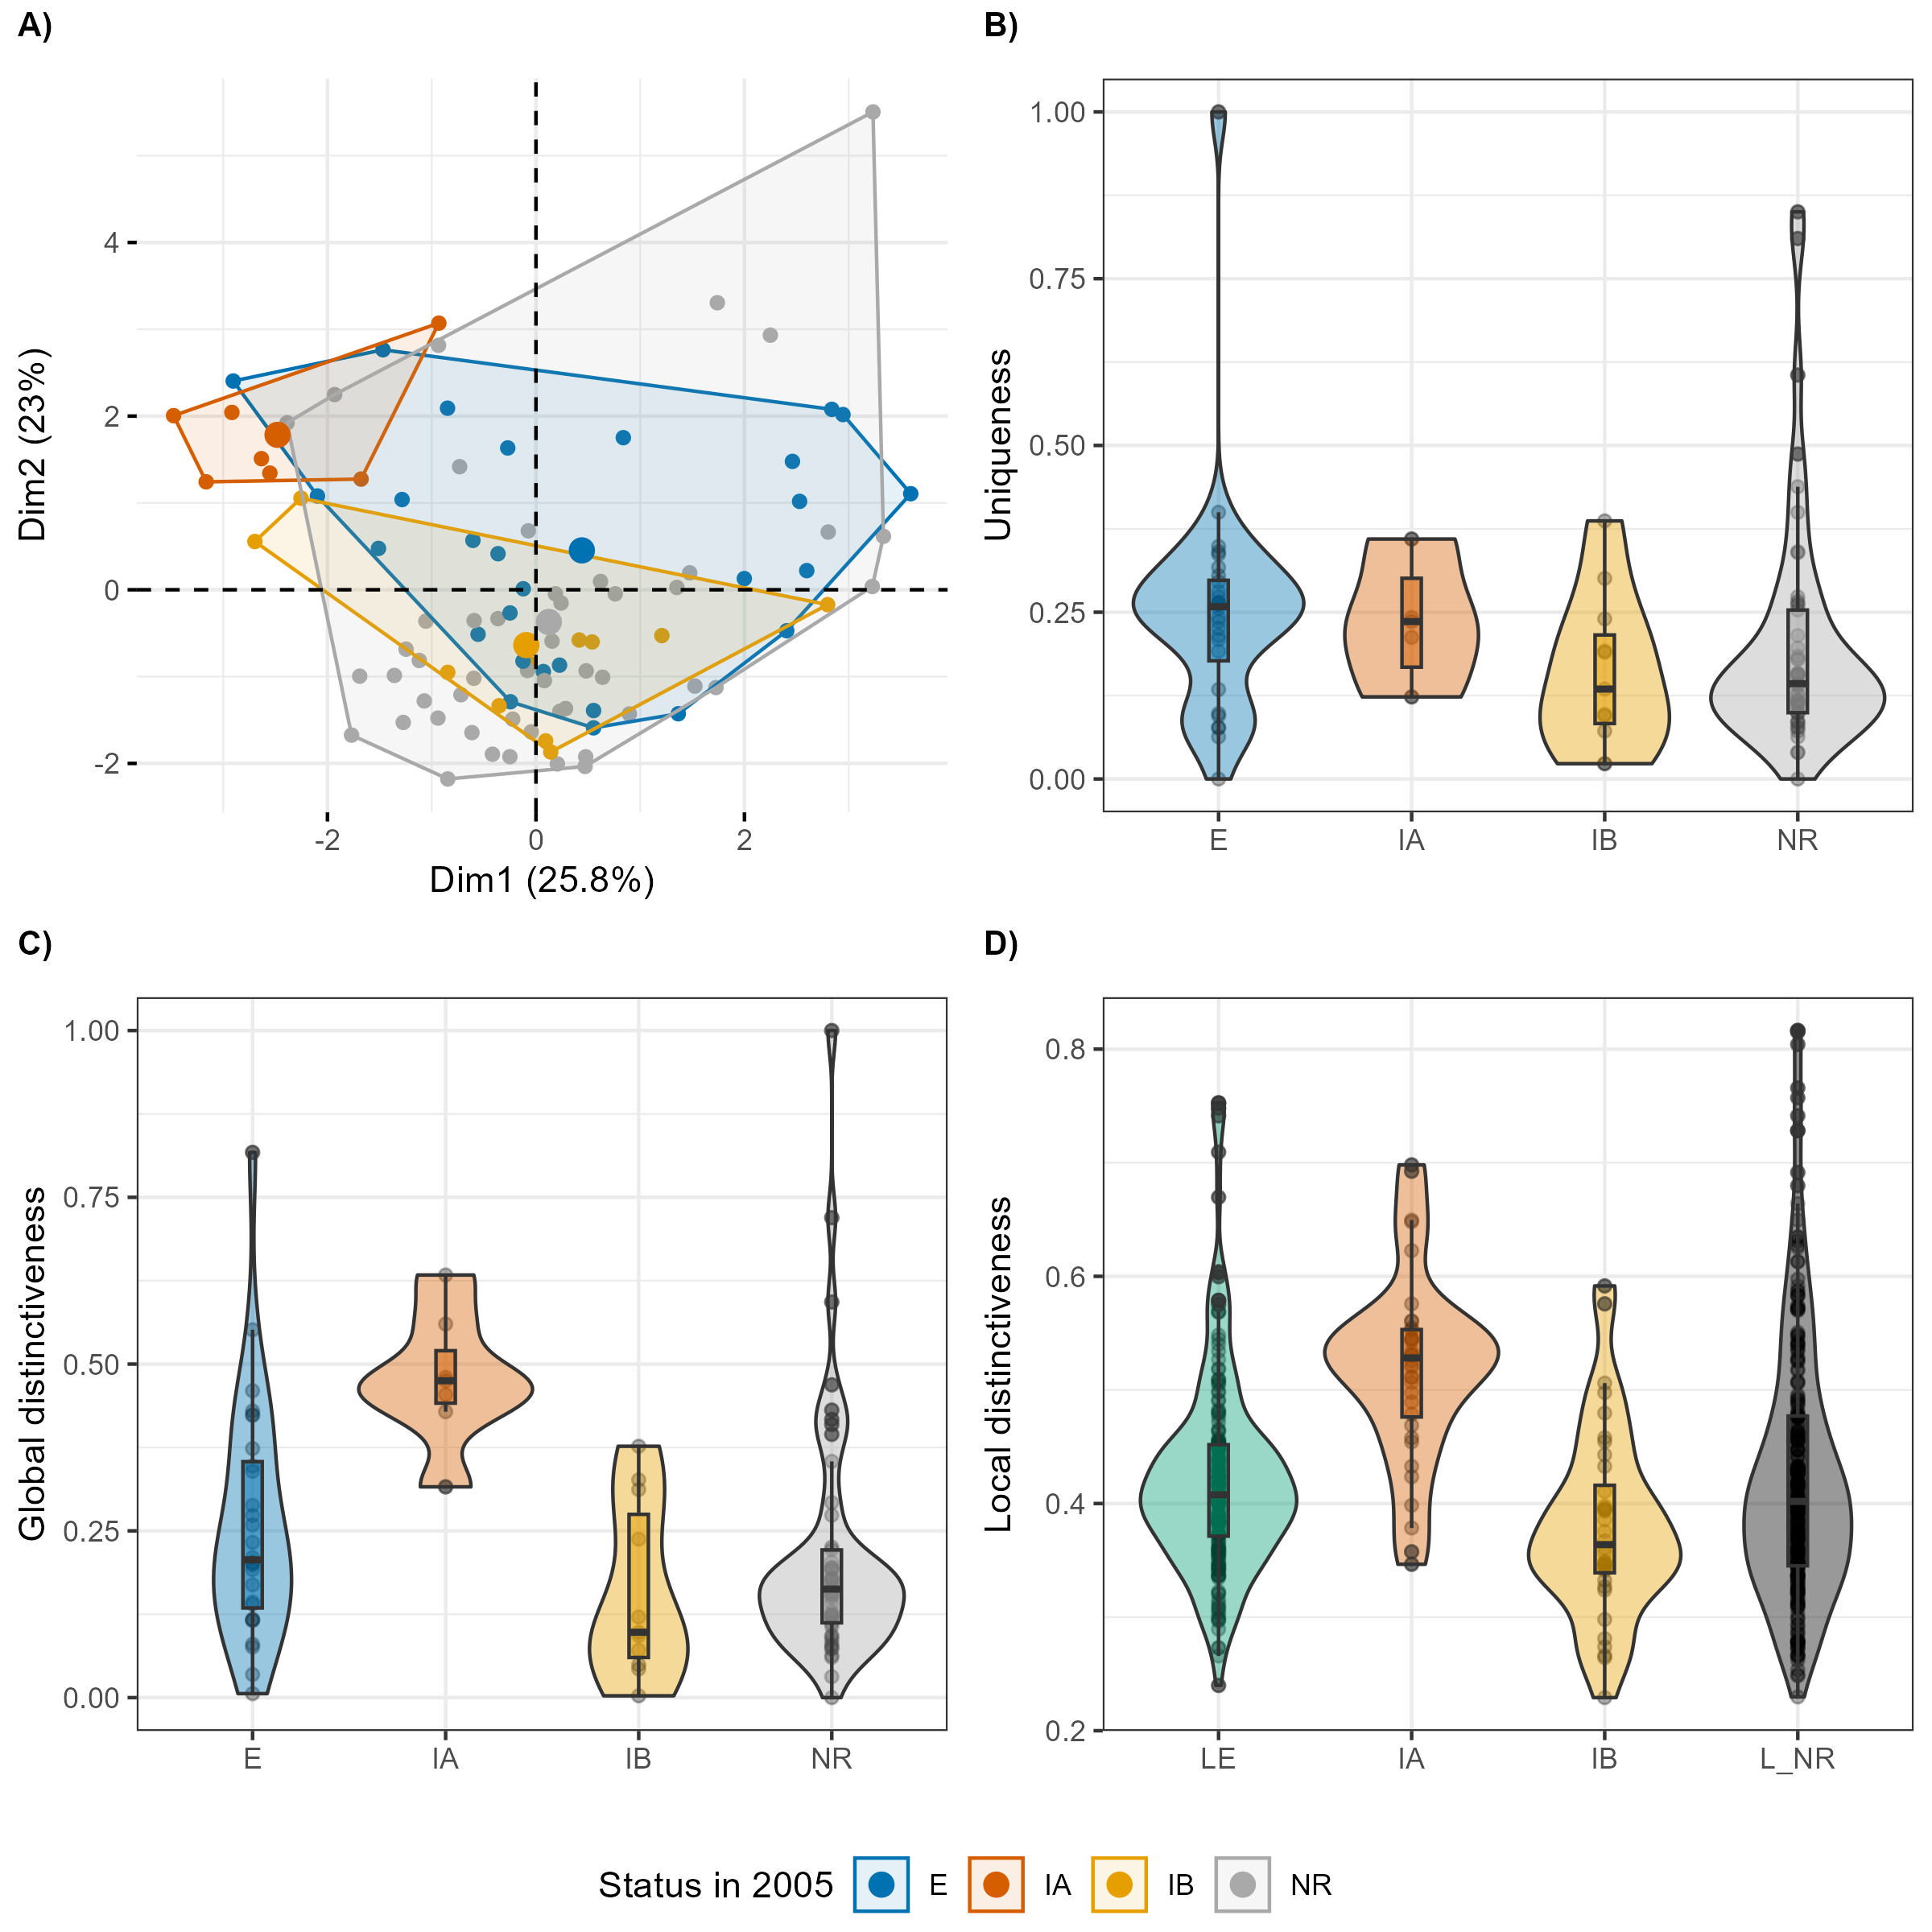 A)
4
2
0
-2
-2
0
2
Dim1 (25.8%)
Dim2 (23%)
B)
1.00
0.75
0.50
0.25
0.00
Uniqueness
E
IA
IB
NR
C)
1.00
0.75
0.50
0.25
0.00
Global distinctiveness
E
IA
IB
NR
D)
0.8
0.6
0.4
0.2
Local distinctiveness
LE
IA
IB
L_NR
Status in 2005 E IA IB NR